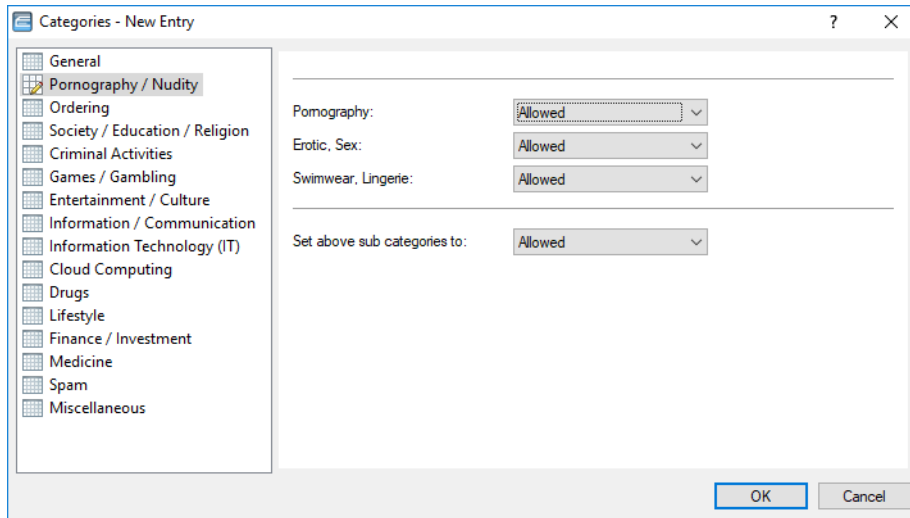 Categories - New Entry
?
General
Pornography / Nudity
Ordering
Society / Education / Religion
Criminal Activities
Games / Gambling
Entertainment / Culture
Information / Communication
Information Technology (IT)
Cloud Computing
Drugs
Lifestyle
Finance / Investment
Medicine
Spam
Miscellaneous
Pornography: Allowed
Erotic, Sex: Allowed
Swimwear, Lingerie: Allowed
Set above sub categories to: Allowed
OK Cancel